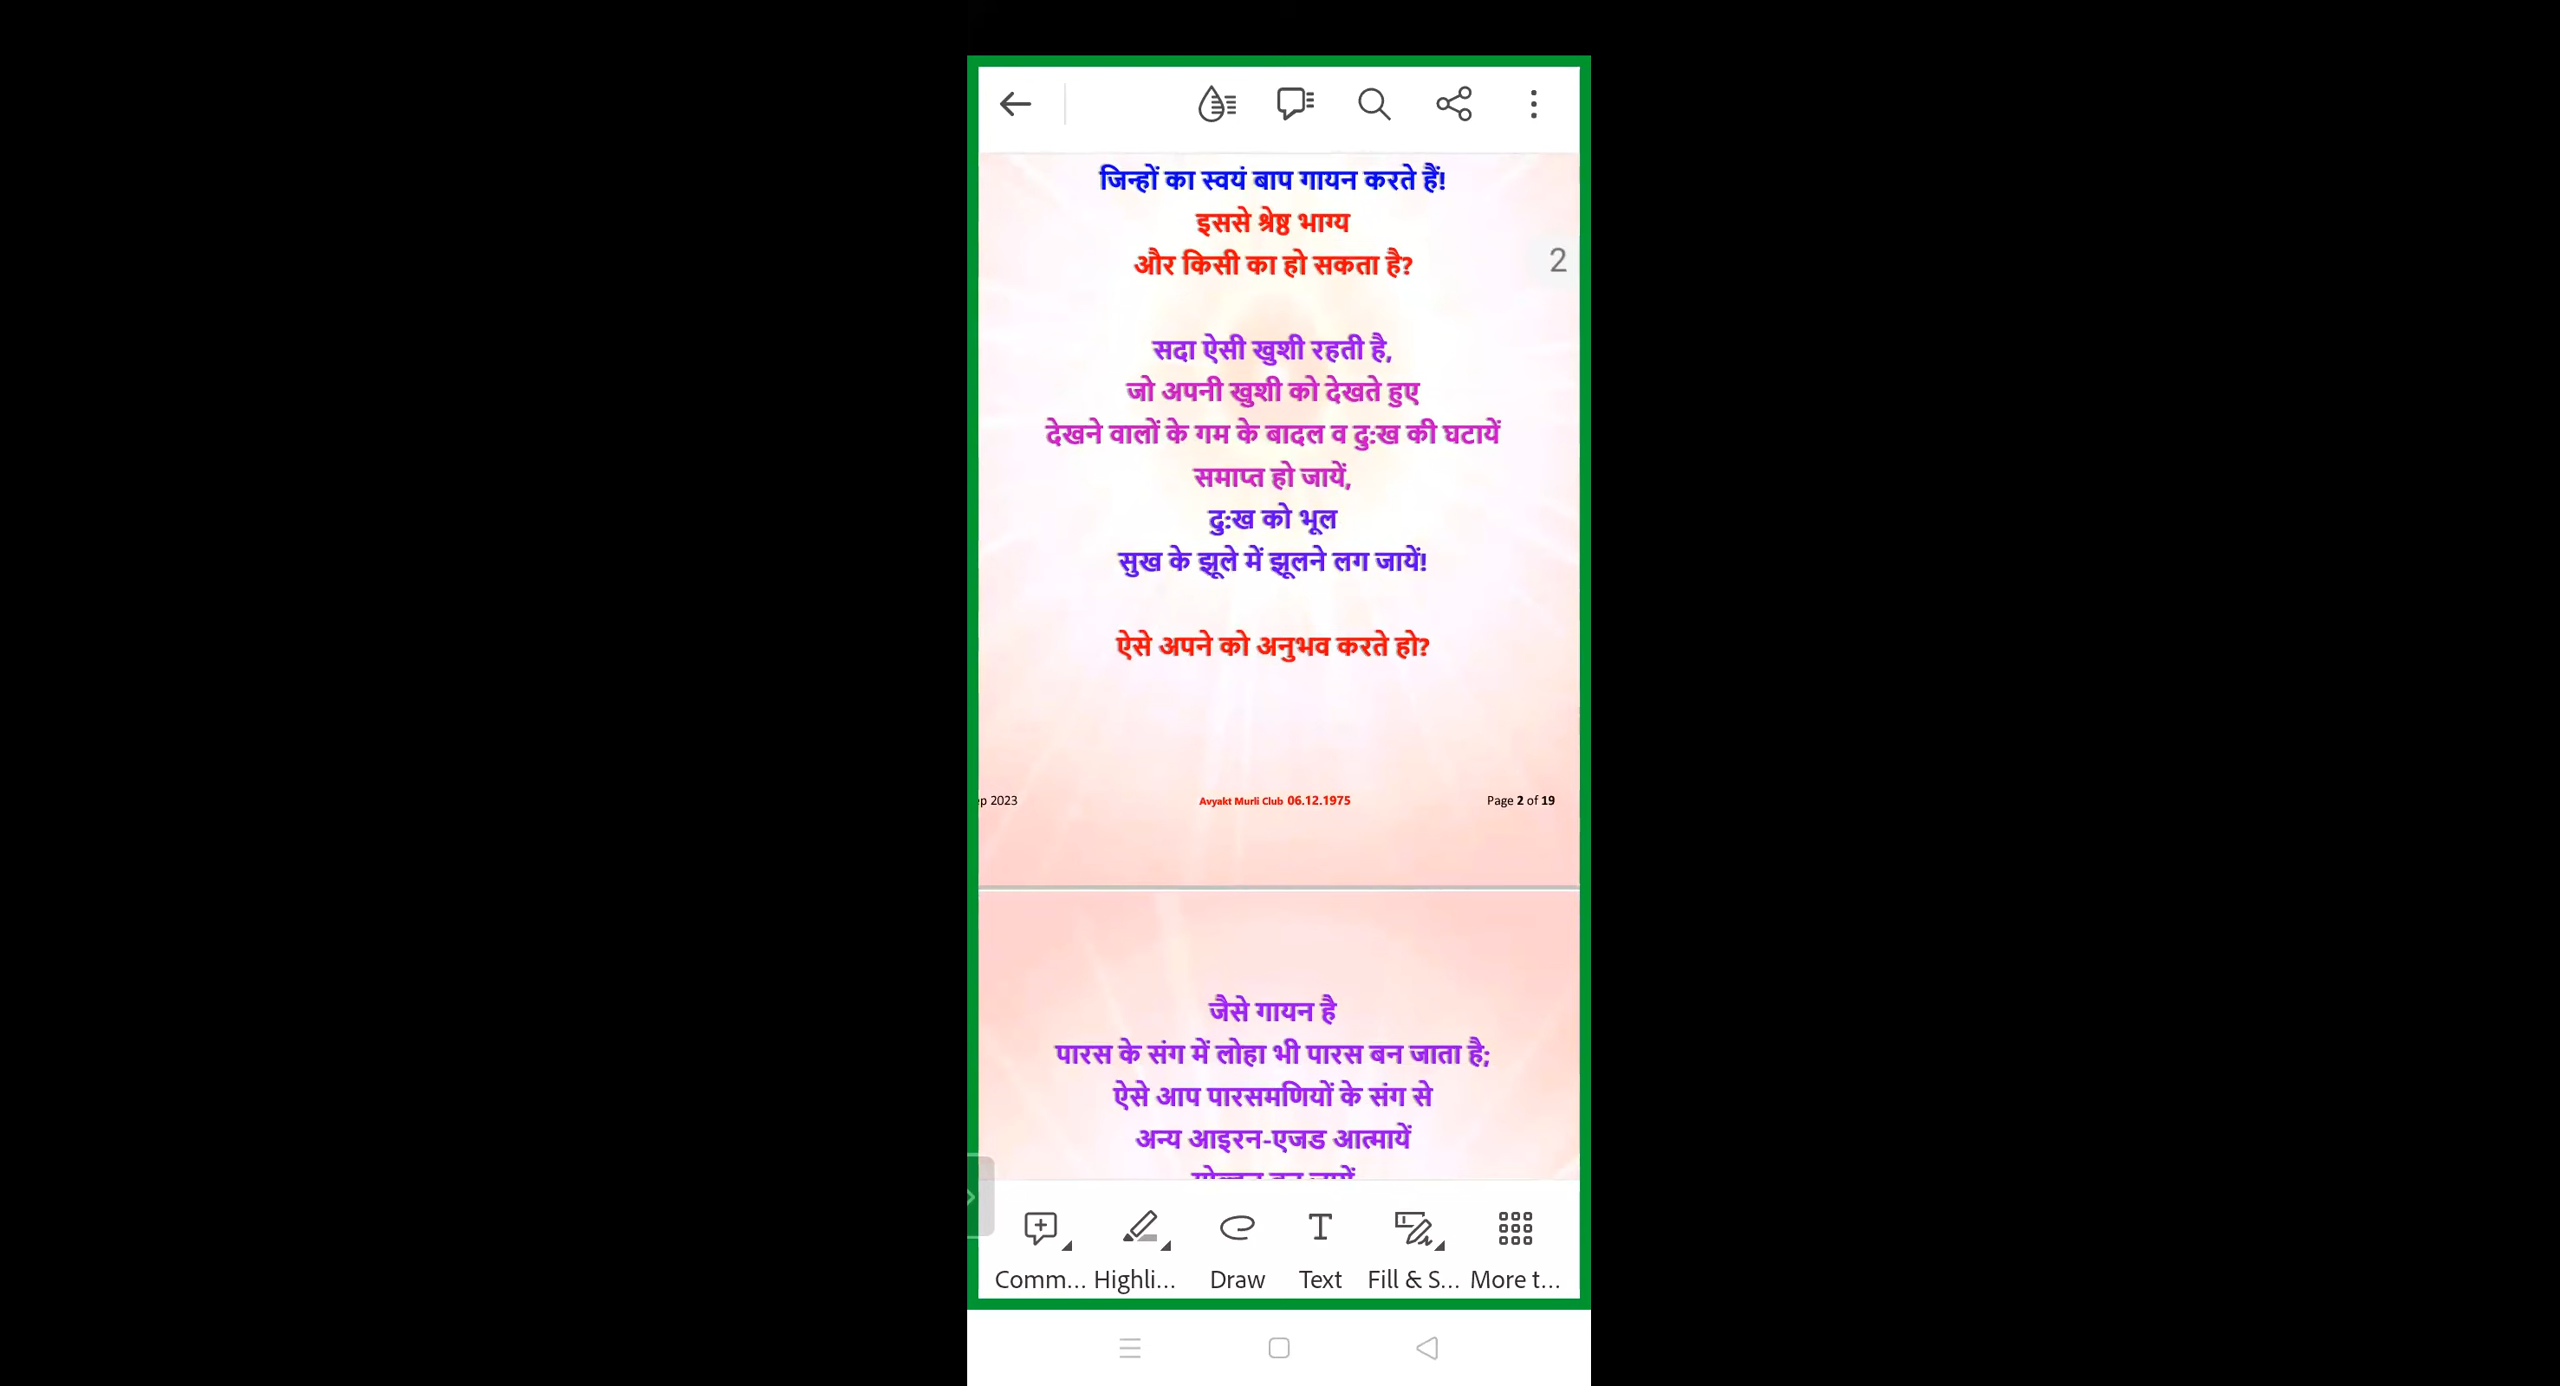 जिन्हों का स्वयं बाप गायन करते हैं!
इससे श्रेष्ठ भाग्य
और किसी का हो सकता है?
2
सदा ऐसी खुशी रहती है,
जो अपनी खुशी को देखते हुए
देखने वालों के गम के बादल व दुःख की घटायें
समाप्त हो जायें,
दुःख को भूल
सुख के झूले में झूलने लग जायें!
ऐसे अपने को अनुभव करते हो?
2023 Avyakt Murli Club 06.12.1975 Page 2 of 19
जैसे गायन है
पारस के संग में लोहा भी पारस बन जाता है;
ऐसे आप पारसमणियों के संग से
अन्य आइरन-एजड आत्मायें
Comm... Highli... Draw Text Fill & S... More t...